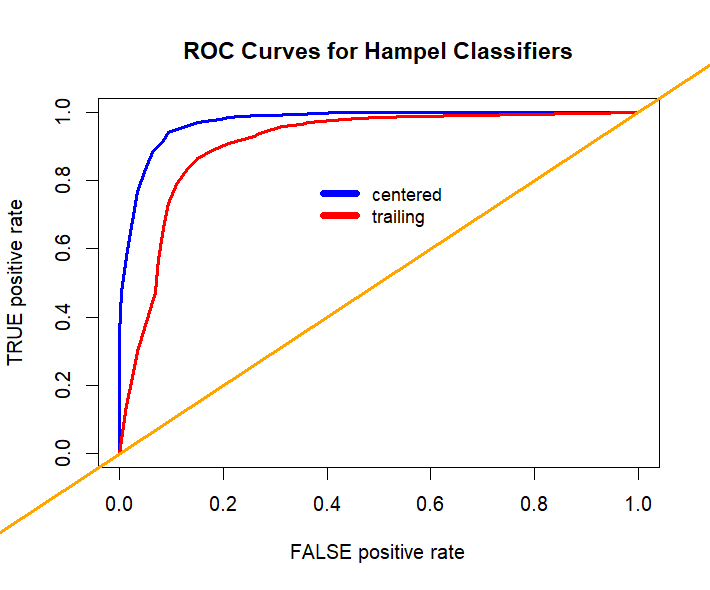 ROC Curves for Hampel Classifiers
TRUE positive rate
1.0
0.8
0.6
0.4
0.2
0.0
centered
trailing
0.0 0.2 0.4 0.6 0.8 1.0
FALSE positive rate